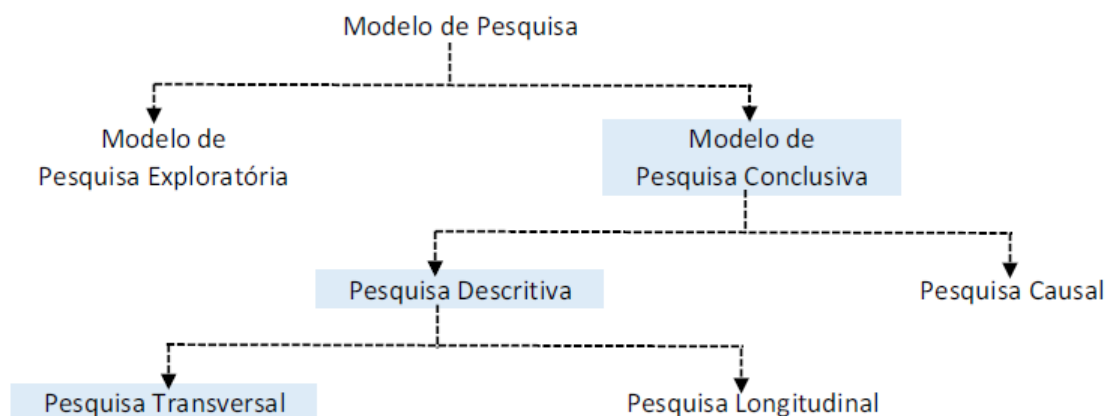 Modelo de Pesquisa
Modelo de
Pesquisa Exploratória
Modelo de
Pesquisa Conclusiva
Pesquisa Descritiva
Pesquisa Causal
Pesquisa Transversal
Pesquisa Longitudinal